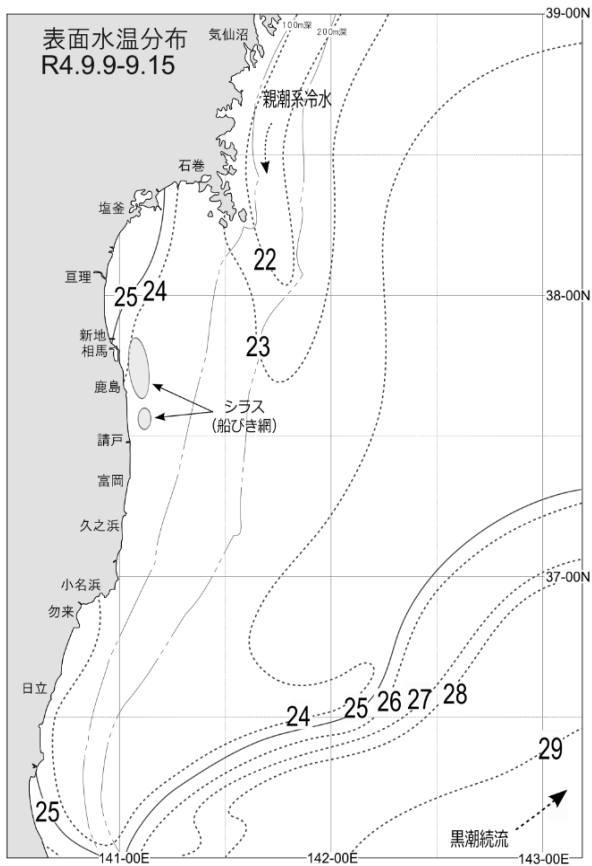 表面水温分布
R4.9.9-9.15
気仙沼
100m深
200m深
39-00N
親潮系冷水
石巻
塩釜
22
亘理
25
24
38-00N
新地
相馬
23
鹿島
シラス
(船びき網)
請戸
富岡
久之浜
37-00N
小名浜
勿来
日立
24
25
26
27
28
29
25
黒潮続流
141-00E
142-00E
143-00E